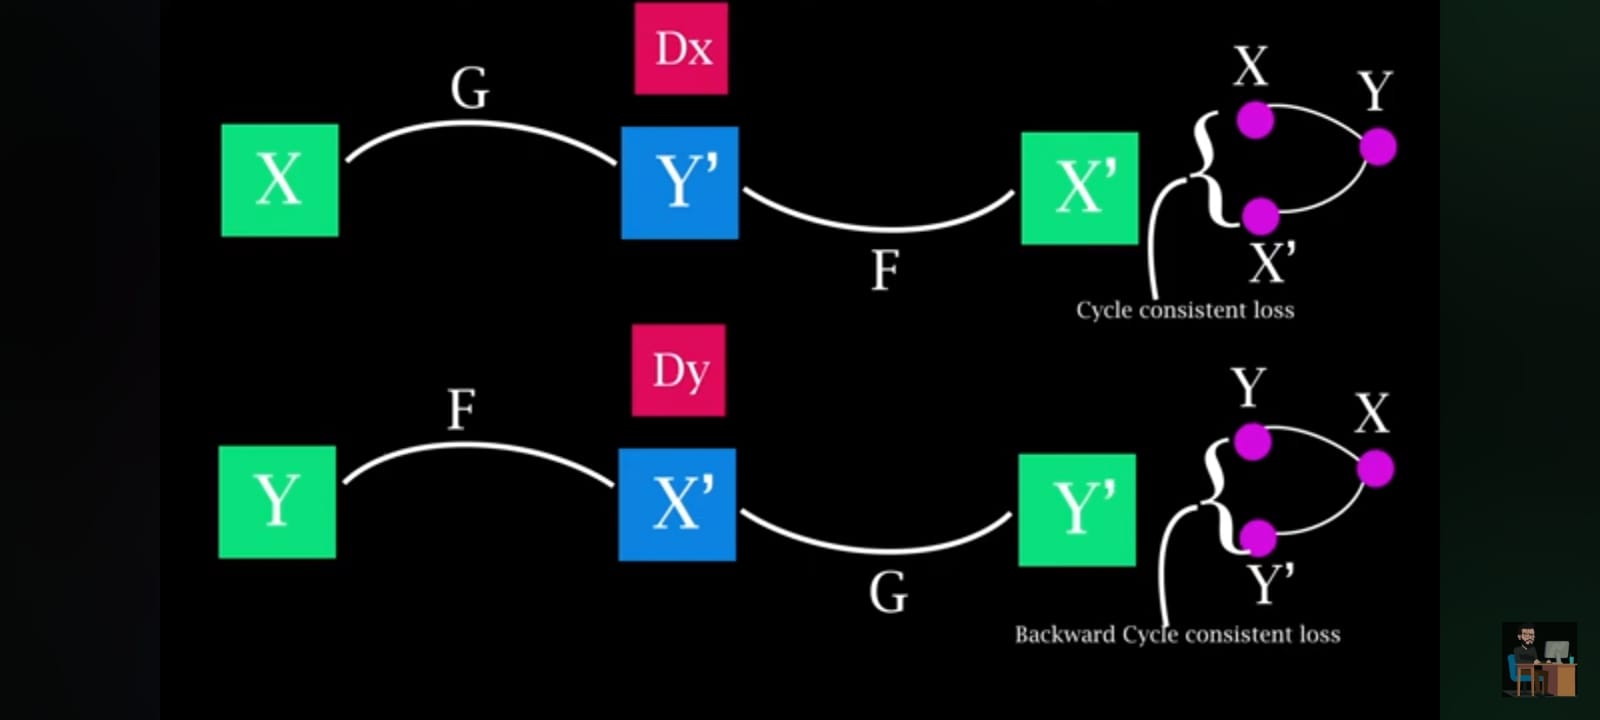 Dx
G
X
Y’
F
X’
X
Y
X’
Cycle consistent loss
Dy
F
Y
X’
G
Y’
Y
X
Y’
Backward Cycle consistent loss